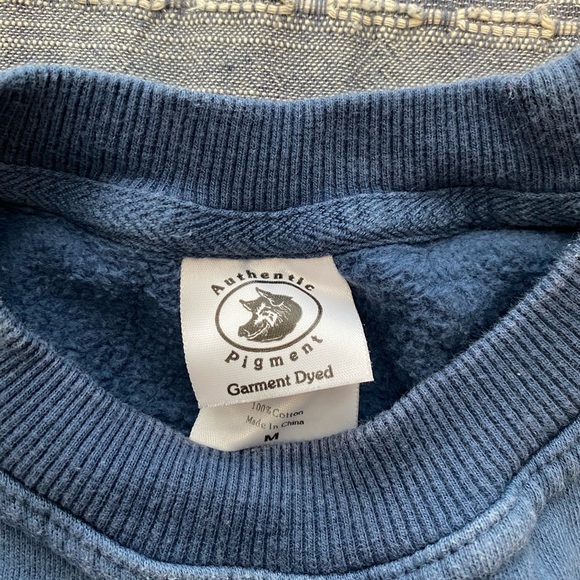 Authentic
Pigment
Garment Dyed
100% Cotton
Made In China
M